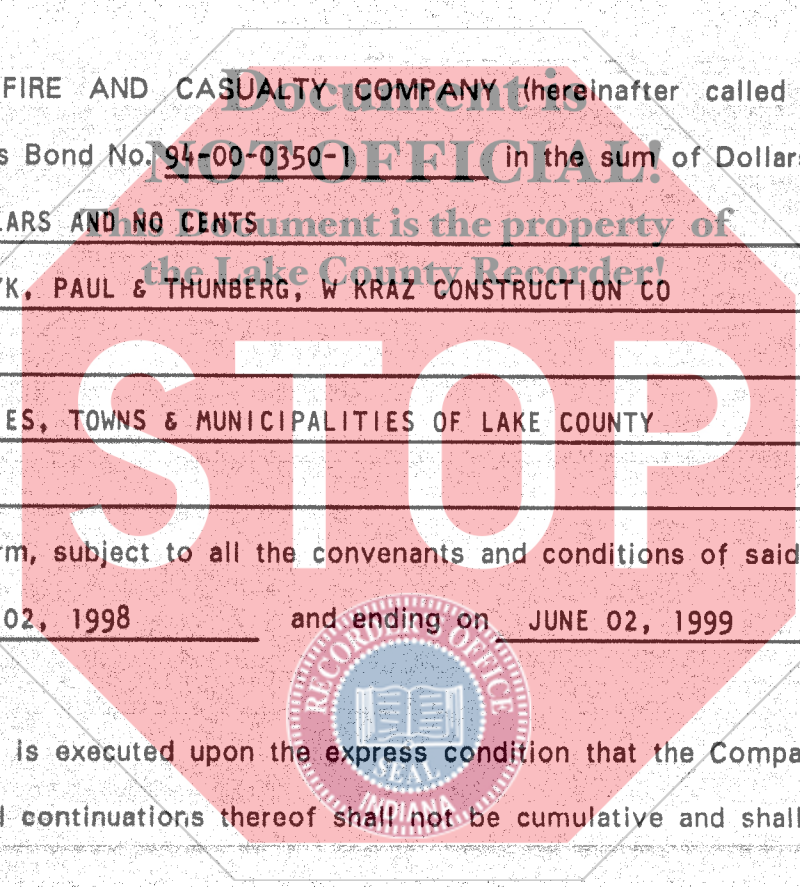 FIRE AND CASUALTY COMPANY (hereinafter called
Document is
s Bond No. 94-00-0350-1 in the sum of Dollars
NOT OFFICIAL!
LARS AND NO CENTS
This Document is the property of
the Lake County Recorder!
YK, PAUL & THUNBERG, W KRAZ CONSTRUCTION CO
STOP
ES, TOWNS & MUNICIPALITIES OF LAKE COUNTY
rm, subject to all the convenants and conditions of said
02, 1998 and ending on JUNE 02, 1999
RECORDER'S OFFICE
is executed upon the express condition that the Compa
SEAL
INDIANA
d continuations thereof shall not be cumulative and shall